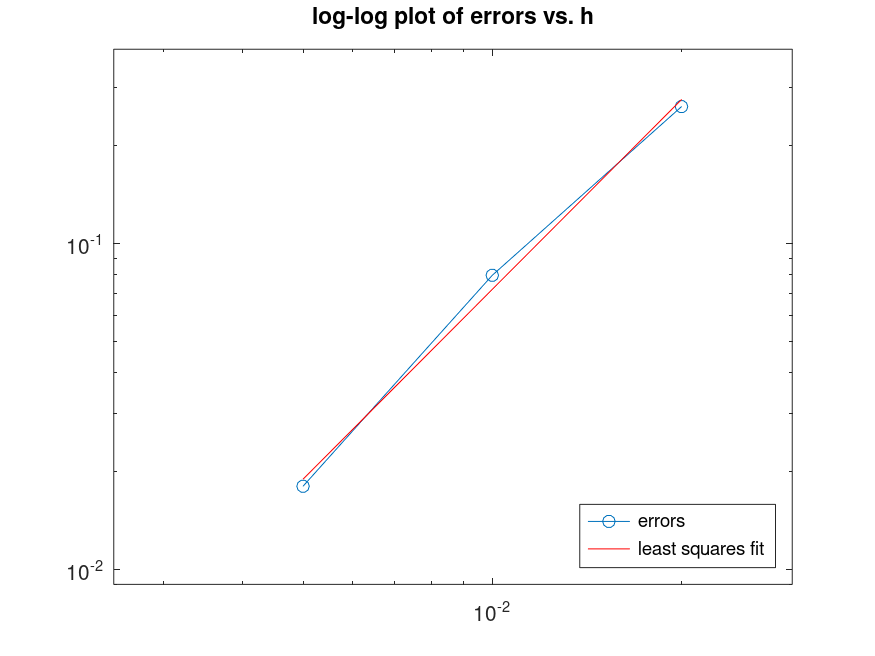 log-log plot of errors vs. h
10^-1
10^-2
10^-2
errors
least squares fit